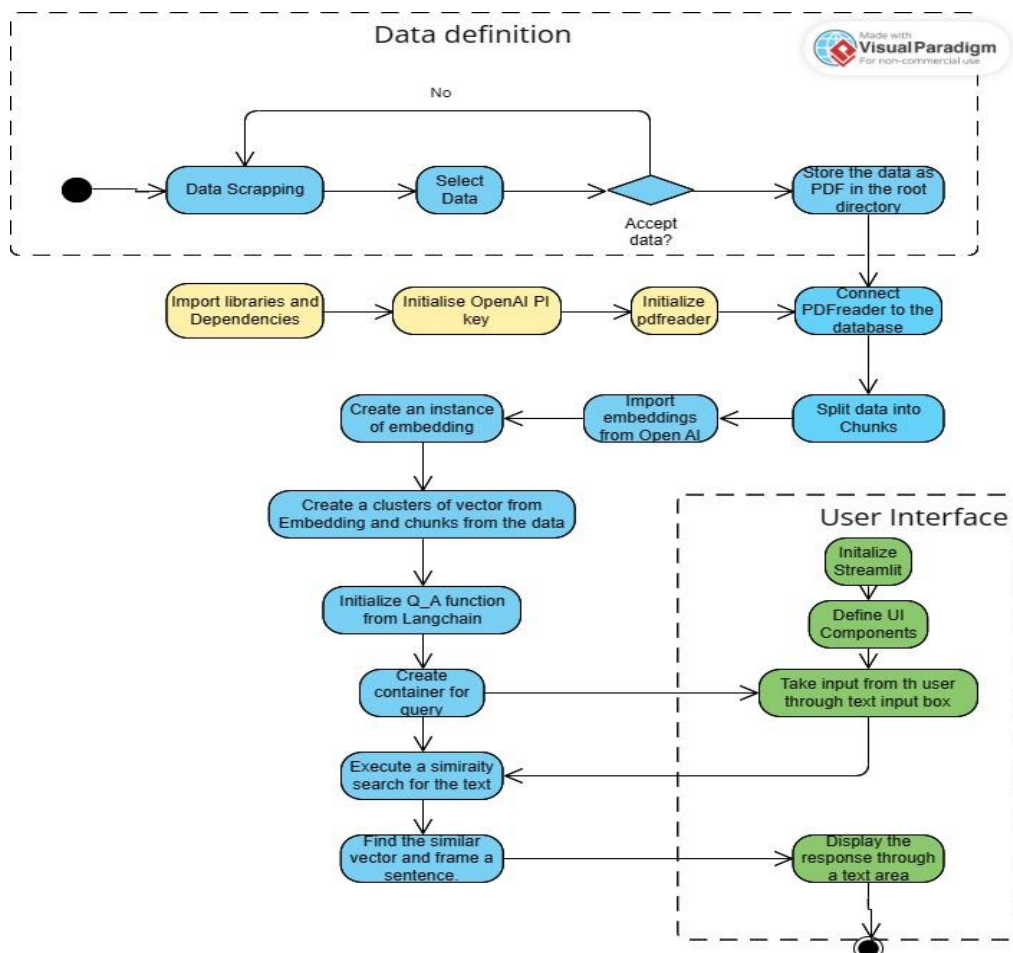 Data definition
Made with
Visual Paradigm
For non-commercial use
No
Data Scrapping
Select
Data
Accept
data?
Store the data as
PDF in the root
directory
Import libraries and
Dependencies
Initialise OpenAI PI
key
Initialize
pdfreader
Connect
PDFreader to the
database
Create an instance
of embedding
Import
embeddings
from Open AI
Split data into
Chunks
Create a clusters of vector from
Embedding and chunks from the data
User Interface
Initalize
Streamlit
Define UI
Components
Initialize Q_A function
from Langchain
Create
container for
query
Take input from th user
through text input box
Execute a simiraity
search for the text
Find the similar
vector and frame a
sentence.
Display the
response through
a text area